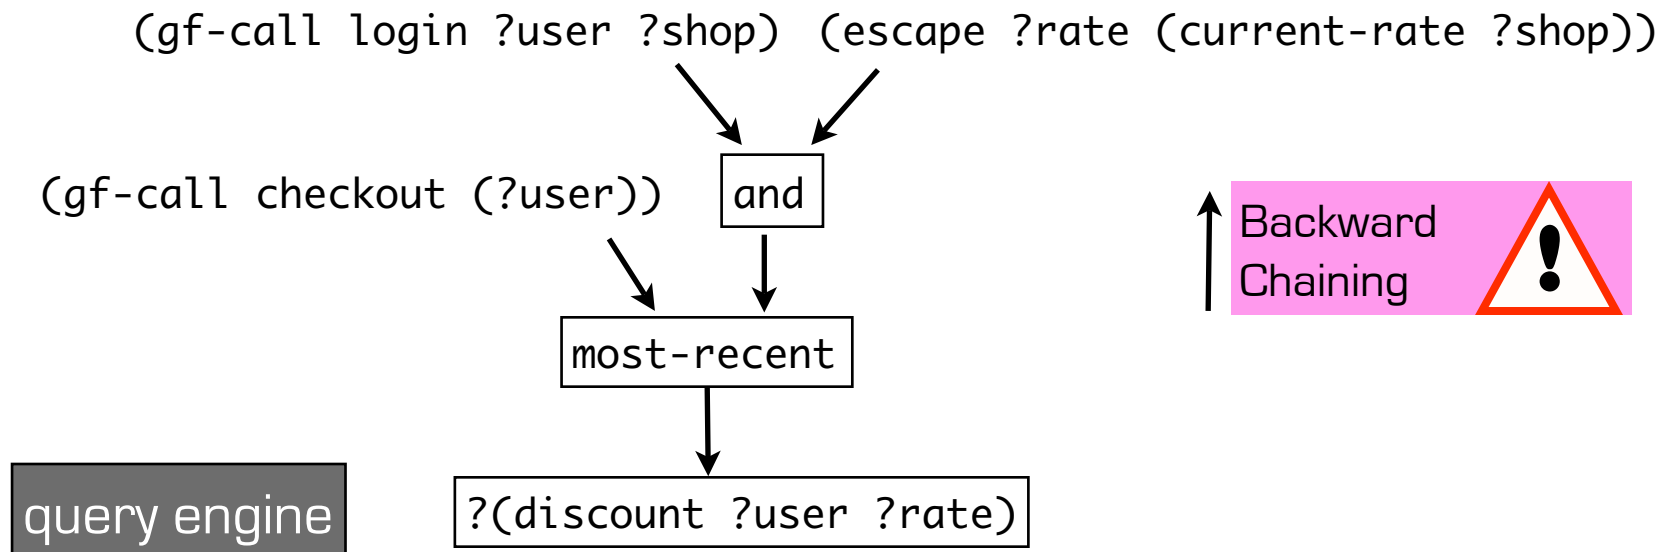 (gf-call login ?user ?shop) (escape ?rate (current-rate ?shop))
(gf-call checkout (?user))
and
Backward
Chaining
!
most-recent
query engine
?(discount ?user ?rate)